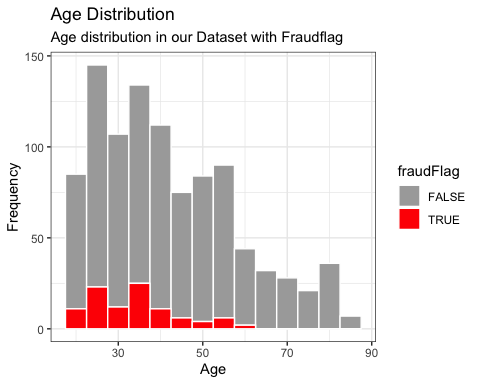 Age Distribution
Age distribution in our Dataset with Fraudflag
150
100
50
0
Frequency
30
50
70
90
Age
fraudFlag
FALSE
TRUE